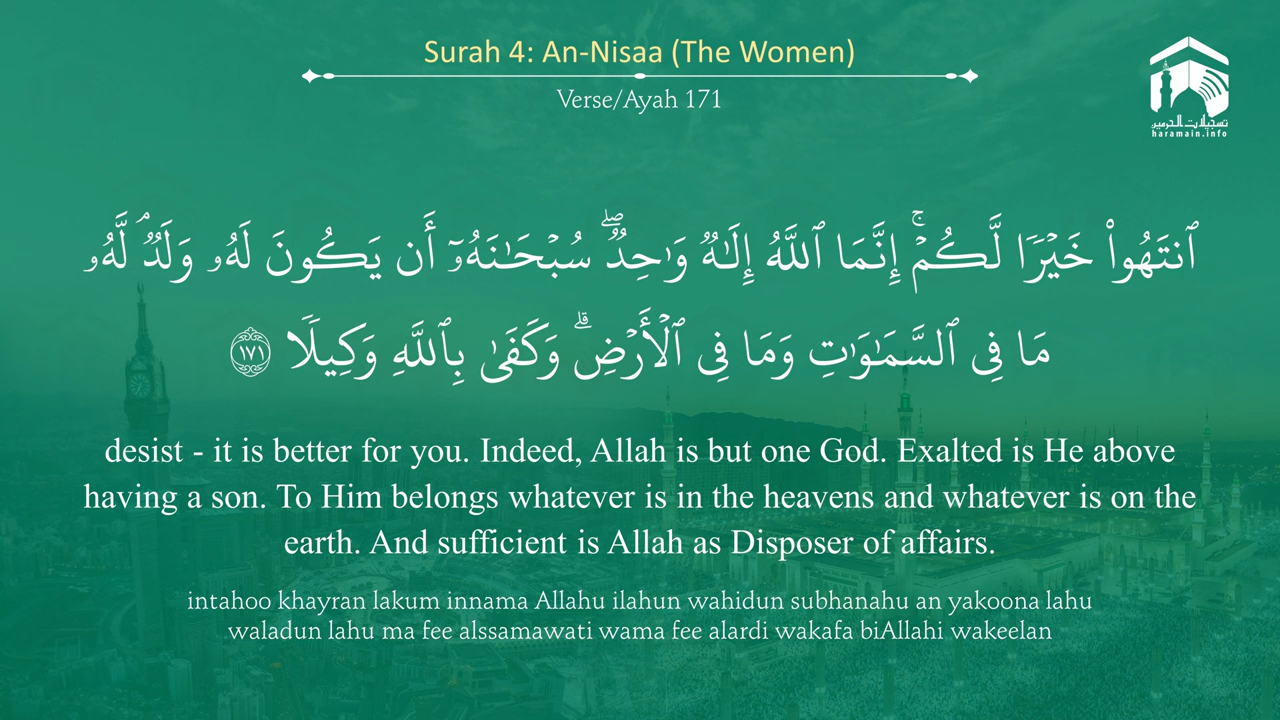 Surah 4: An-Nisaa (The Women)
Verse/Ayah 171
تسجيلات الحرمين
haramain.info
ٱنتَهُوا۟ خَيْرًۭا لَّكُمْ ۚ إِنَّمَا ٱللَّهُ إِلَـٰهٌۭ وَٰحِدٌۭ ۖ سُبْحَـٰنَهُۥٓ أَن يَكُونَ لَهُۥ وَلَدٌۭ ۘ لَّهُۥ
مَا فِى ٱلسَّمَـٰوَٰتِ وَمَا فِى ٱلْأَرْضِ ۗ وَكَفَىٰ بِٱللَّهِ وَكِيلًۭا ١٧١
desist - it is better for you. Indeed, Allah is but one God. Exalted is He above
having a son. To Him belongs whatever is in the heavens and whatever is on the
earth. And sufficient is Allah as Disposer of affairs.
intahoo khayran lakum innama Allahu ilahun wahidun subhanahu an yakoona lahu
waladun lahu ma fee alssamawati wama fee alardi wakafa biAllahi wakeelan